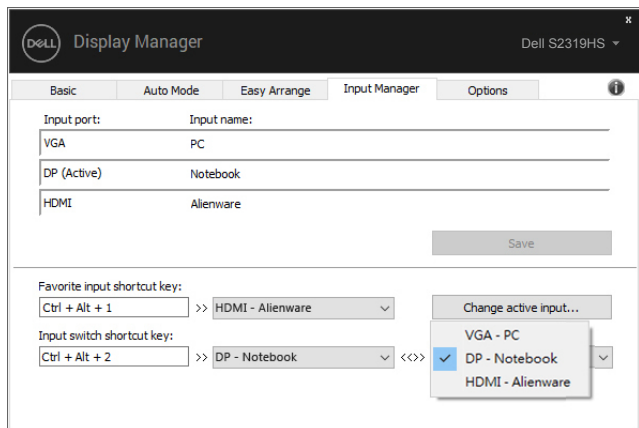 x
DELL Display Manager Dell S2319HS
Basic Auto Mode Easy Arrange Input Manager Options i
Input port: Input name:
VGA PC
DP (Active) Notebook
HDMI Alienware
Save
Favorite input shortcut key:
Ctrl + Alt + 1 >> HDMI - Alienware Change active input...
Input switch shortcut key:
VGA - PC
Ctrl + Alt + 2 >> DP - Notebook <<>> DP - Notebook
HDMI - Alienware